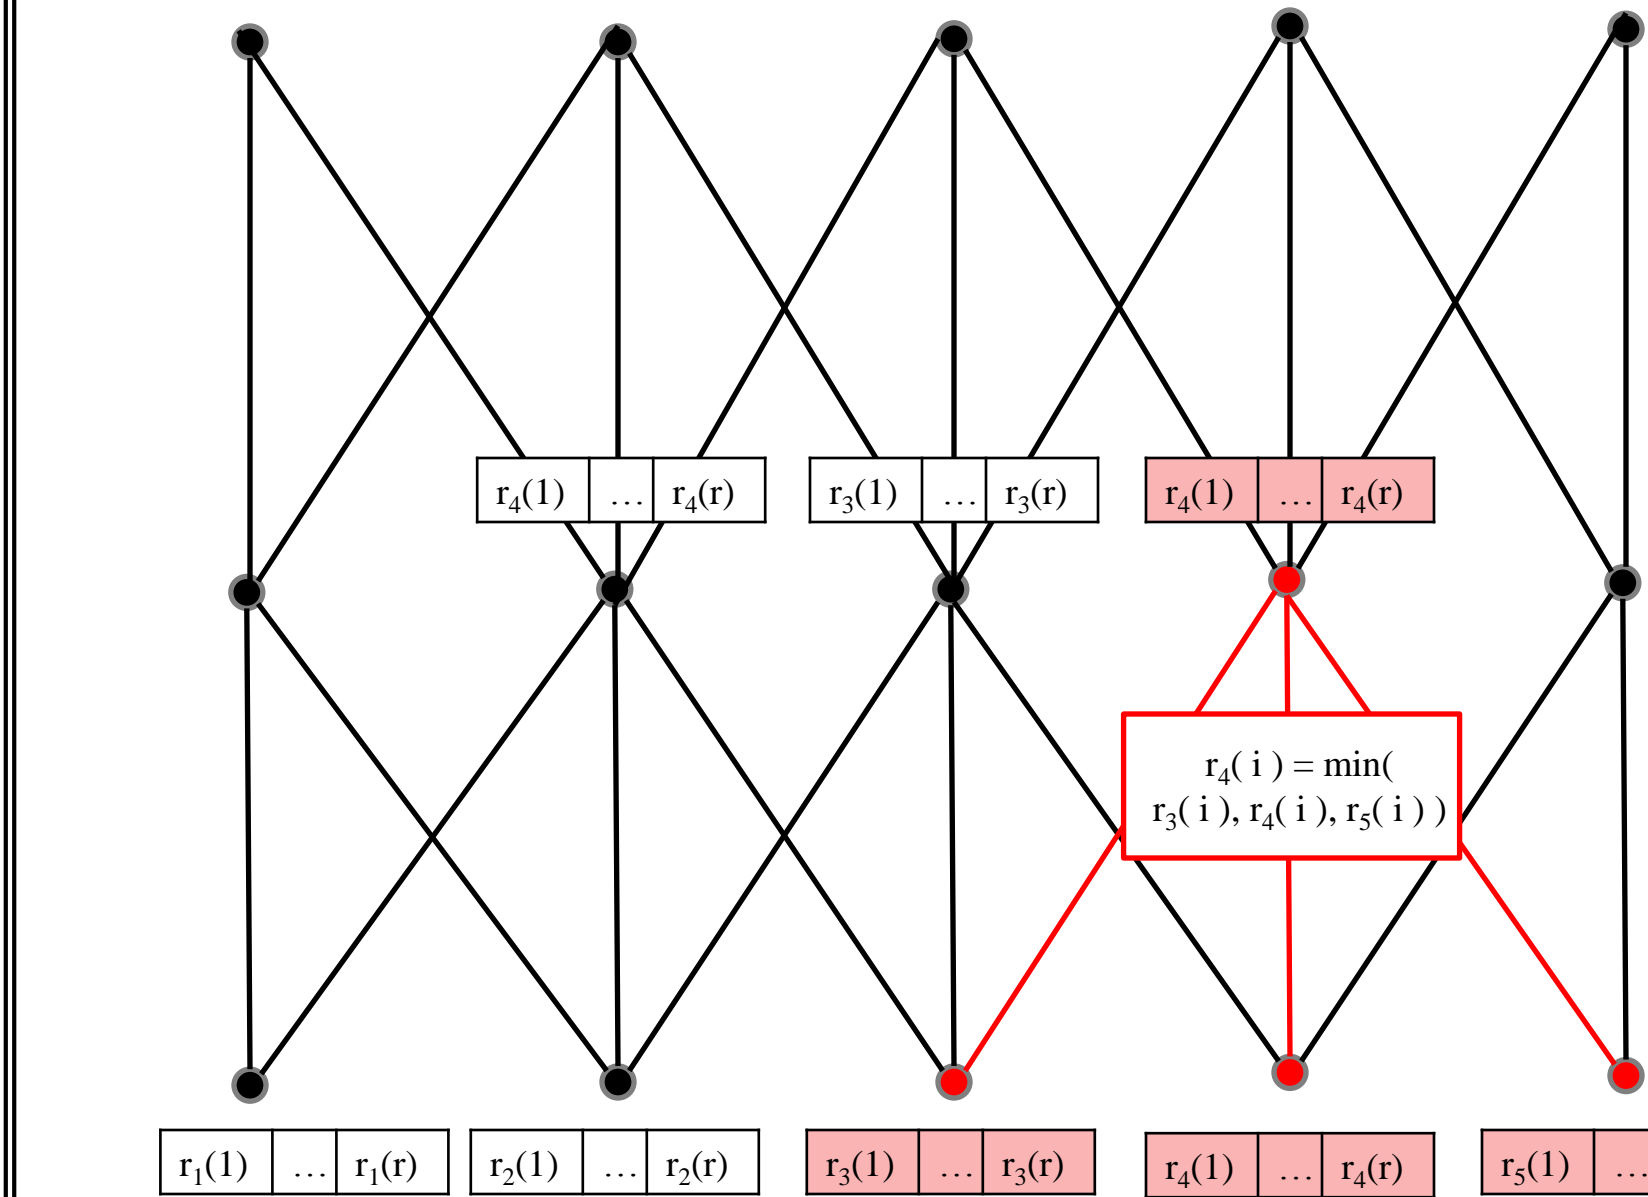 r₄(1) … r₄(r) r₃(1) … r₃(r) r₄(1) … r₄(r)
r₄( i ) = min(
r₃( i ), r₄( i ), r₅( i ) )
r₁(1) … r₁(r) r₂(1) … r₂(r) r₃(1) … r₃(r) r₄(1) … r₄(r) r₅(1) …